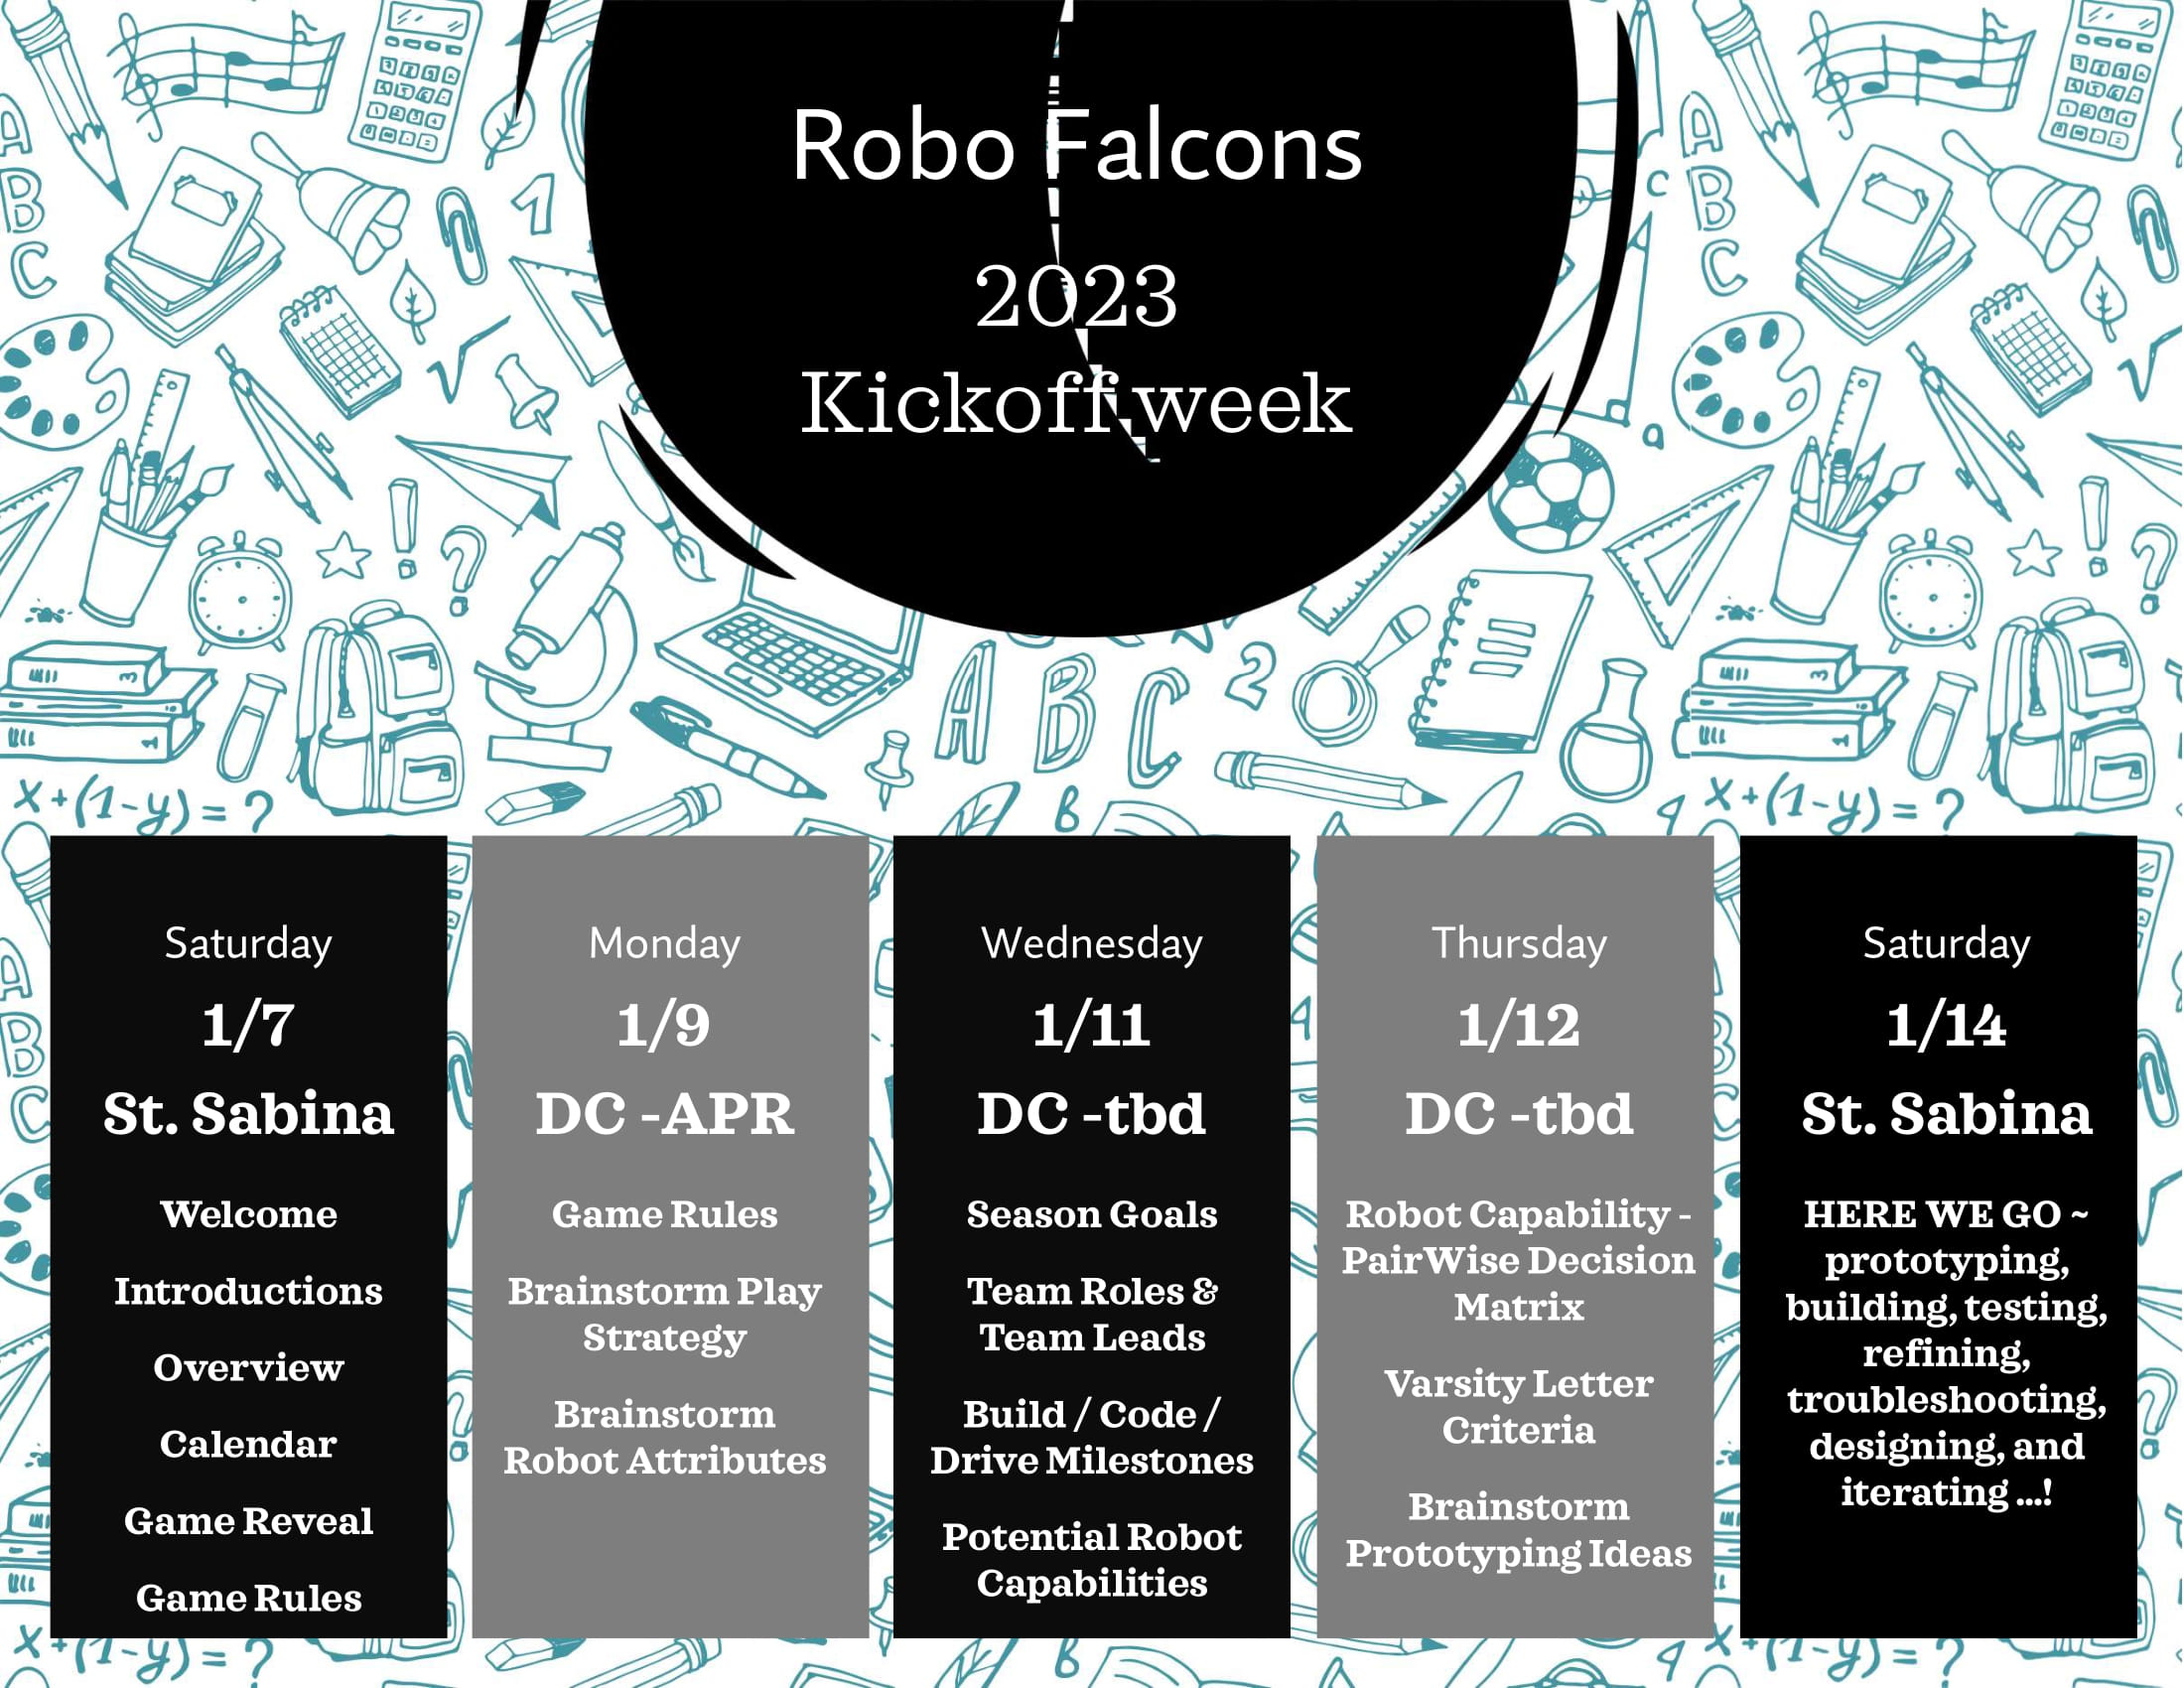 Robo Falcons
2023
Kickoff week
Saturday
1/7
St. Sabina
Welcome
Introductions
Overview
Calendar
Game Reveal
Game Rules
Monday
1/9
DC -APR
Game Rules
Brainstorm Play
Strategy
Brainstorm
Robot Attributes
Wednesday
1/11
DC -tbd
Season Goals
Team Roles &
Team Leads
Build / Code /
Drive Milestones
Potential Robot
Capabilities
Thursday
1/12
DC -tbd
Robot Capability -
PairWise Decision
Matrix
Varsity Letter
Criteria
Brainstorm
Prototyping Ideas
Saturday
1/14
St. Sabina
HERE WE GO ~
prototyping,
building, testing,
refining,
troubleshooting,
designing, and
iterating ...!